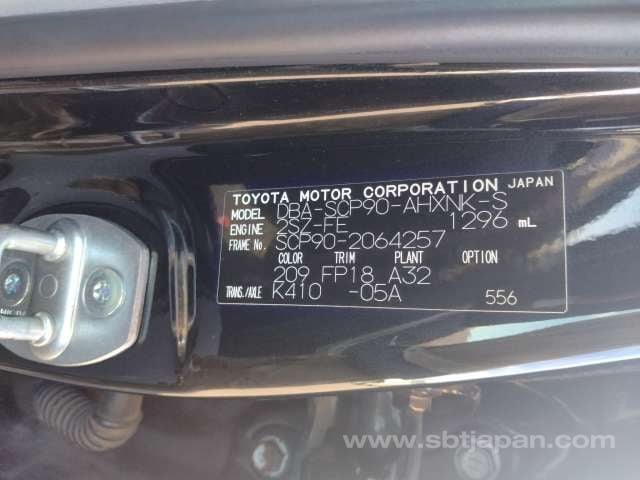 TOYOTA MOTOR CORPORATION JAPAN
MODEL DBA-SCP90-AHXNK-S
ENGINE 2SZ-FE 1296 mL
FRAME No. SCP90-2064257
COLOR TRIM PLANT OPTION
209 FP18 A32
TRANS./AXLE K410 -05A 556
www.sbtjapan.com